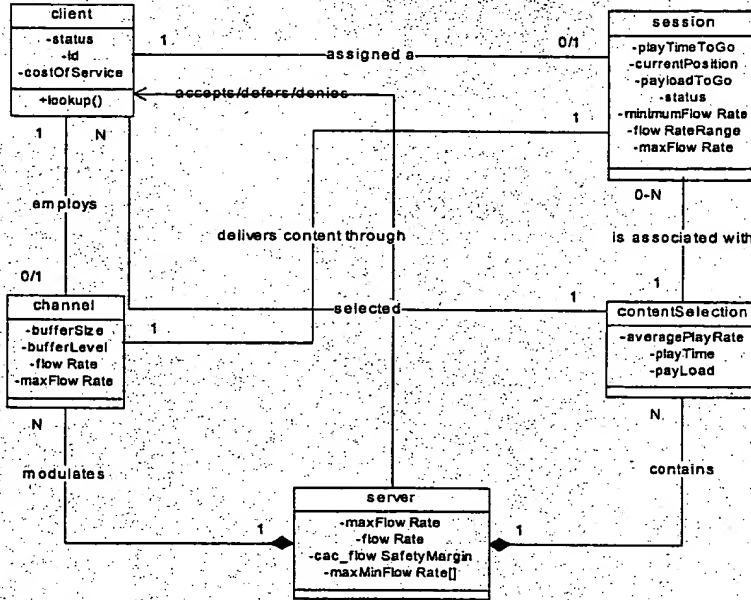 client
-status
-id
-costOfService
+lookup()
session
-playTimeToGo
-currentPosition
-payloadToGo
-status
-minimumFlow Rate
-flow RateRange
-maxFlow Rate
1
assigned a
0/1
accepts/defers/denies
1
N
1
employs
0-N
delivers content through
is associated with
0/1
1
channel
-bufferSize
-bufferLevel
-flow Rate
-maxFlow Rate
1
selected
1
contentSelection
-averagePlayRate
-playTime
-payLoad
N
N
modulates
contains
server
-maxFlow Rate
-flow Rate
-cac_flow SafetyMargin
-maxMinFlow Rate[]
1
1